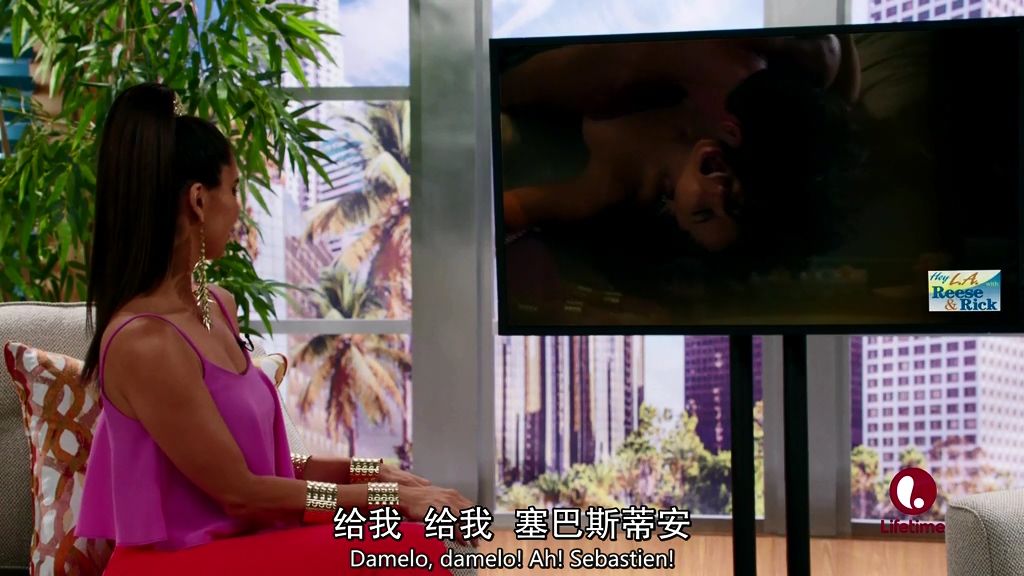 Hey L.A. with
Reese
& Rick
给我 给我 塞巴斯蒂安
Damelo, damelo! Ah! Sebastien!
Lifetime